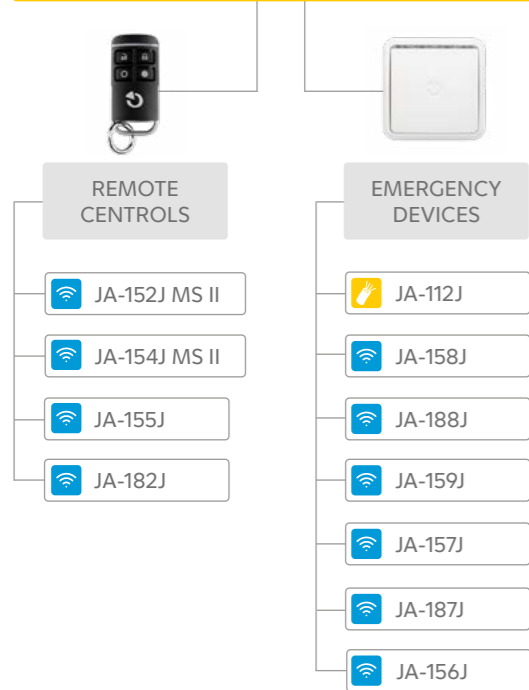 REMOTE
CENTROLS
JA-152J MS II
JA-154J MS II
JA-155J
JA-182J
EMERGENCY
DEVICES
JA-112J
JA-158J
JA-188J
JA-159J
JA-157J
JA-187J
JA-156J